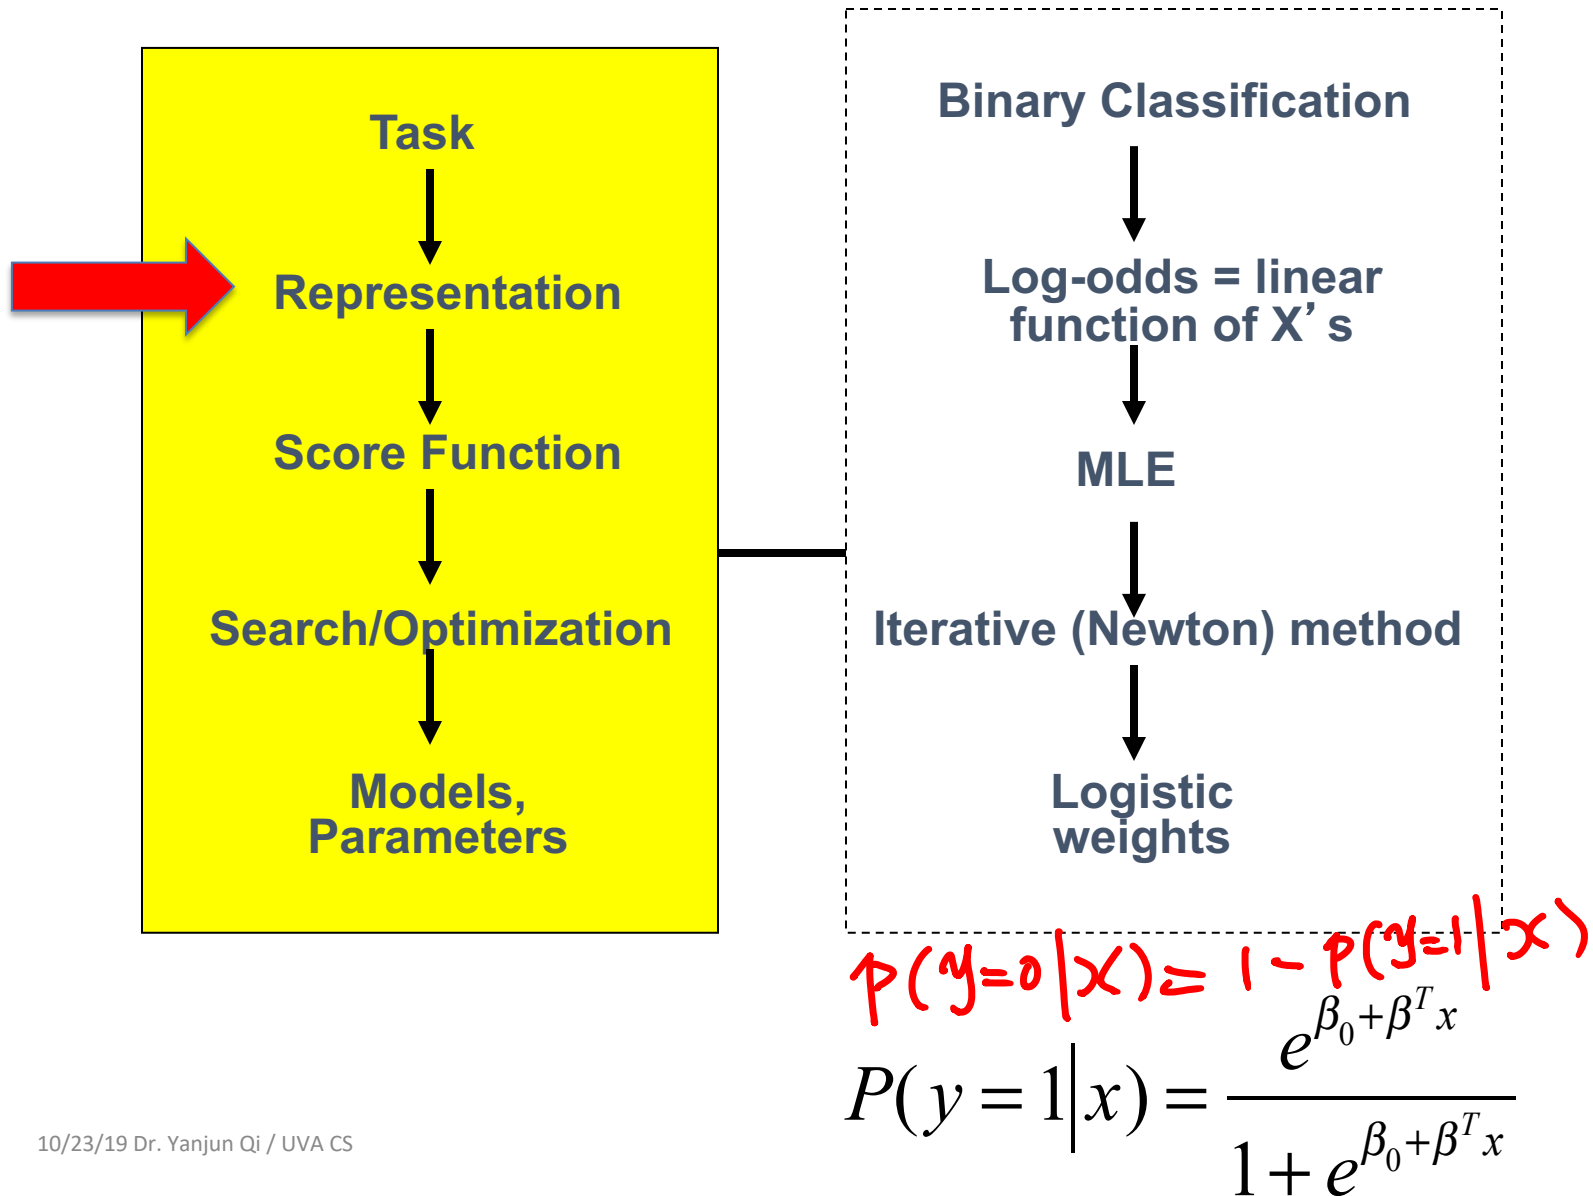 Task
Representation
Score Function
Search/Optimization
Models,
Parameters
Binary Classification
Log-odds = linear
function of X’ s
MLE
Iterative (Newton) method
Logistic
weights
p(y=0|x) = 1 - p(y=1|x)
P(y = 1|x) = e^{β_0+β^T x} / (1 + e^{β_0+β^T x})
10/23/19 Dr. Yanjun Qi / UVA CS